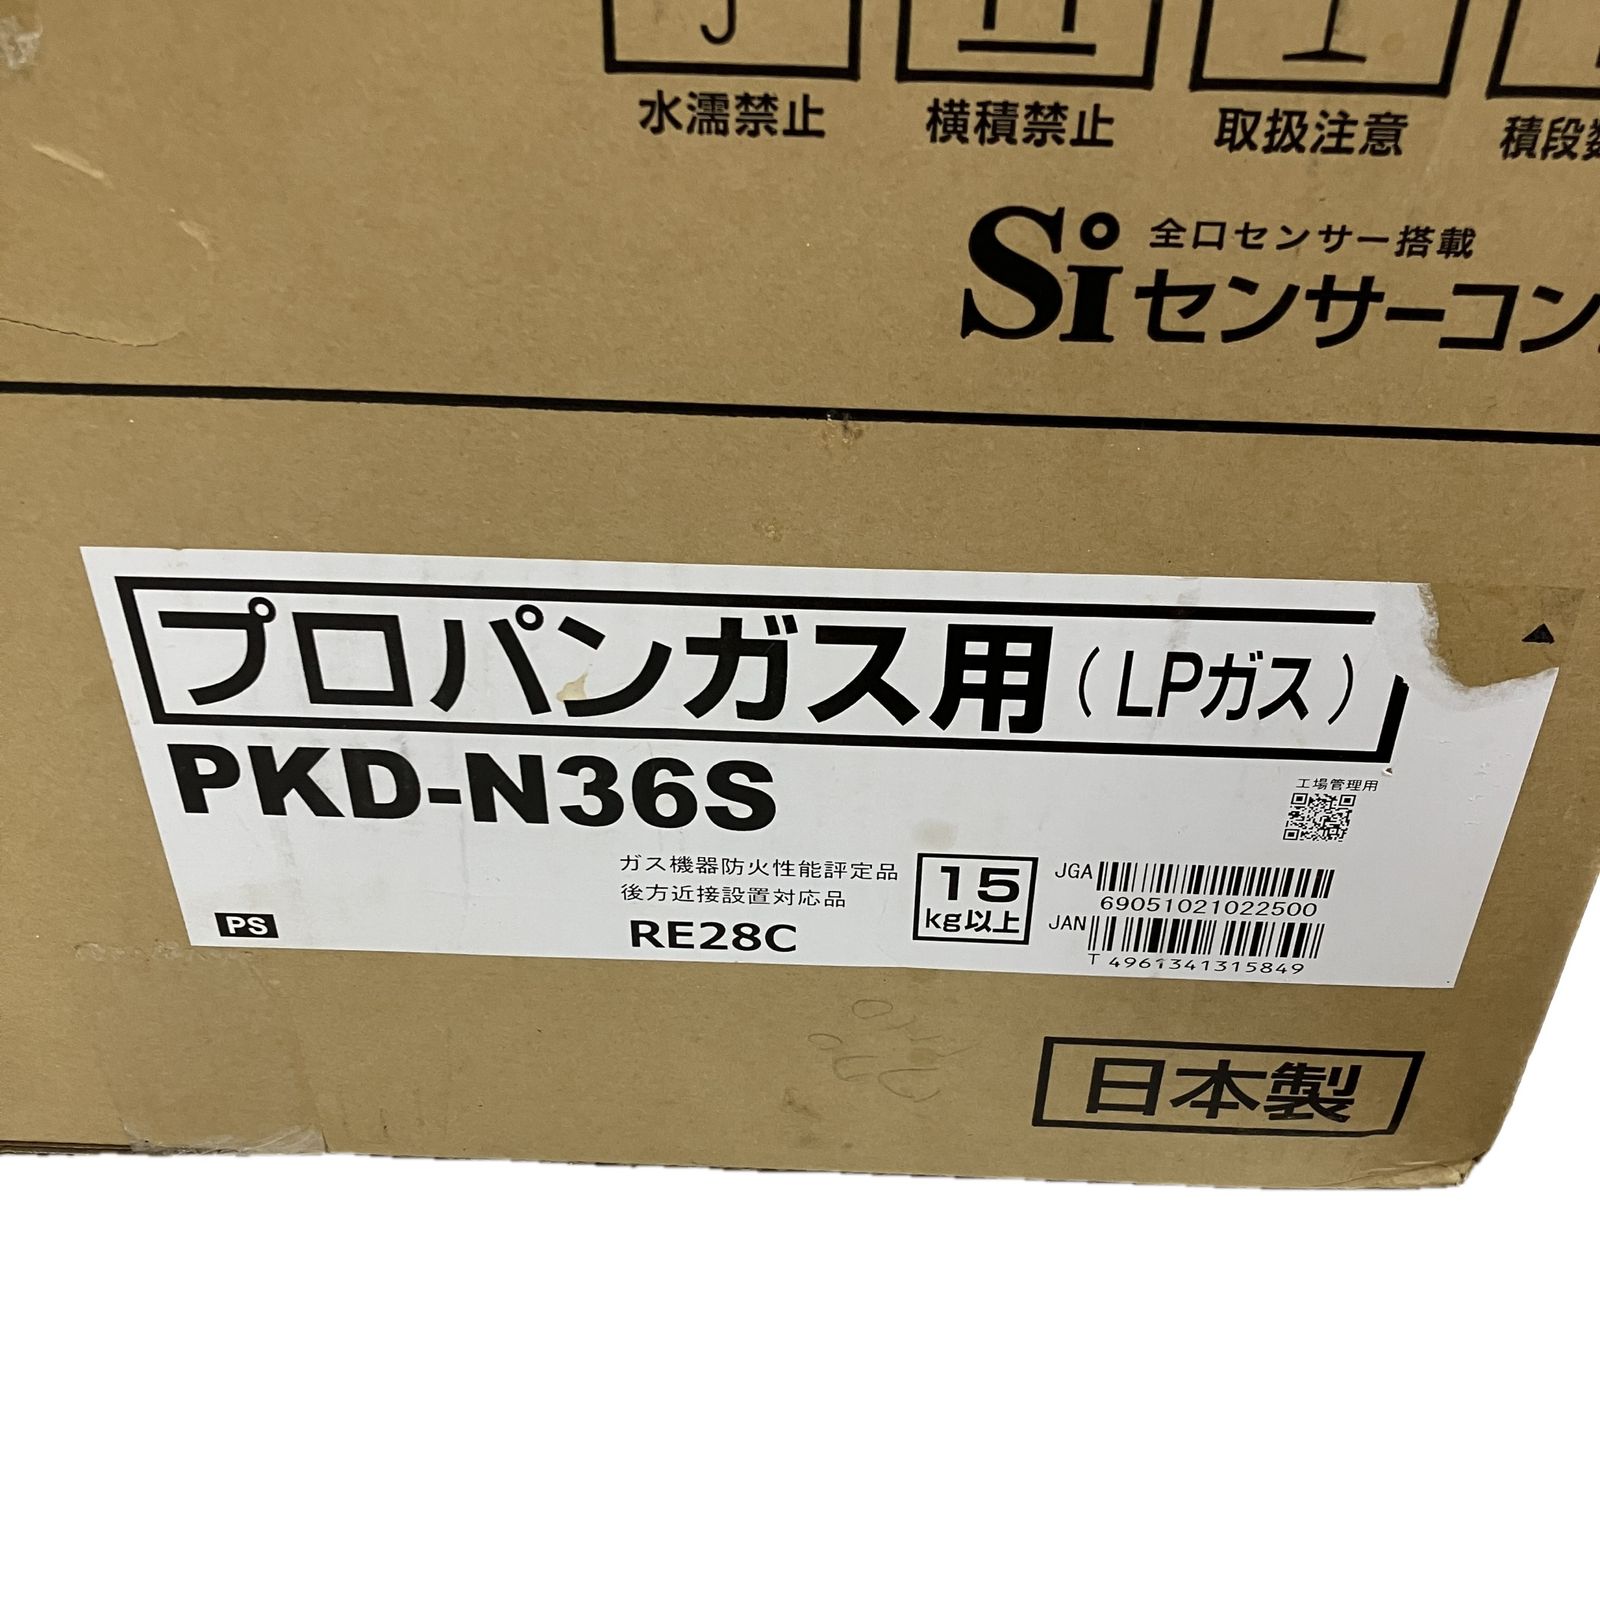 水濡禁止 横積禁止 取扱注意 積段
Si 全口センサー搭載
センサーコン
プロパンガス用(LPガス)
PKD-N36S
工場管理用
ガス機器防火性能評定品
後方近接設置対応品
RE28C
PS
15
kg以上
JGA
69051021022500
JAN
T 4961341315849
日本製